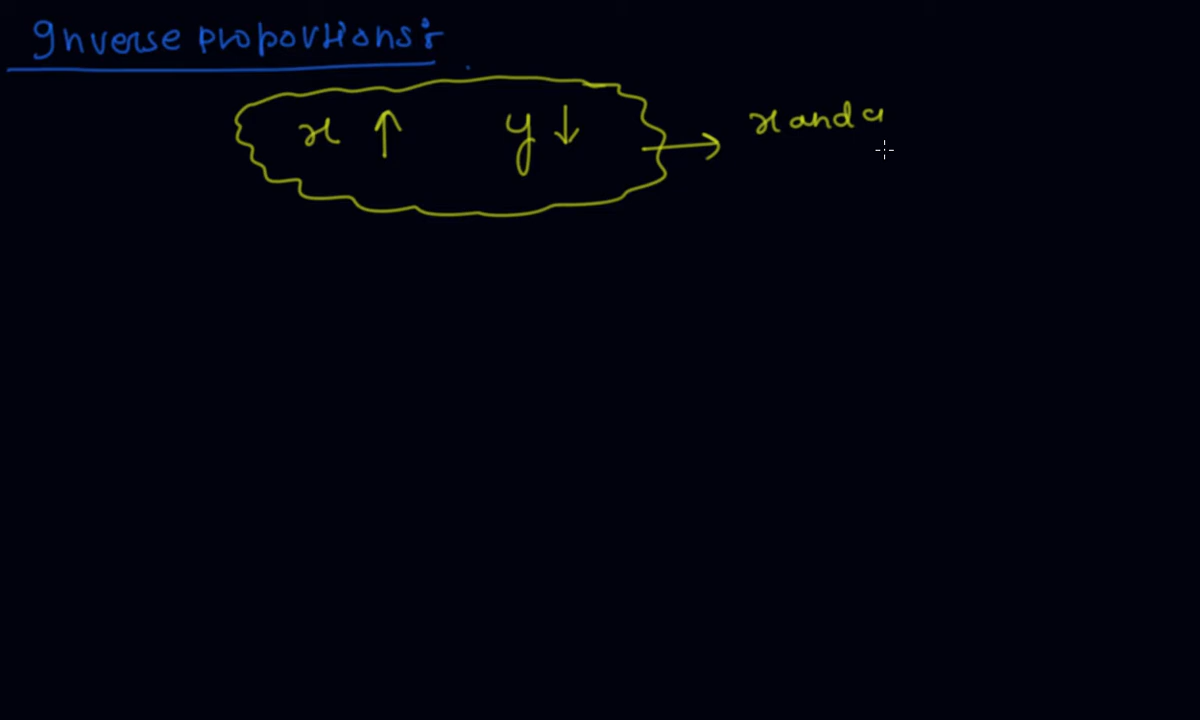 Inverse proportions:
x ↑ y ↓ → x and